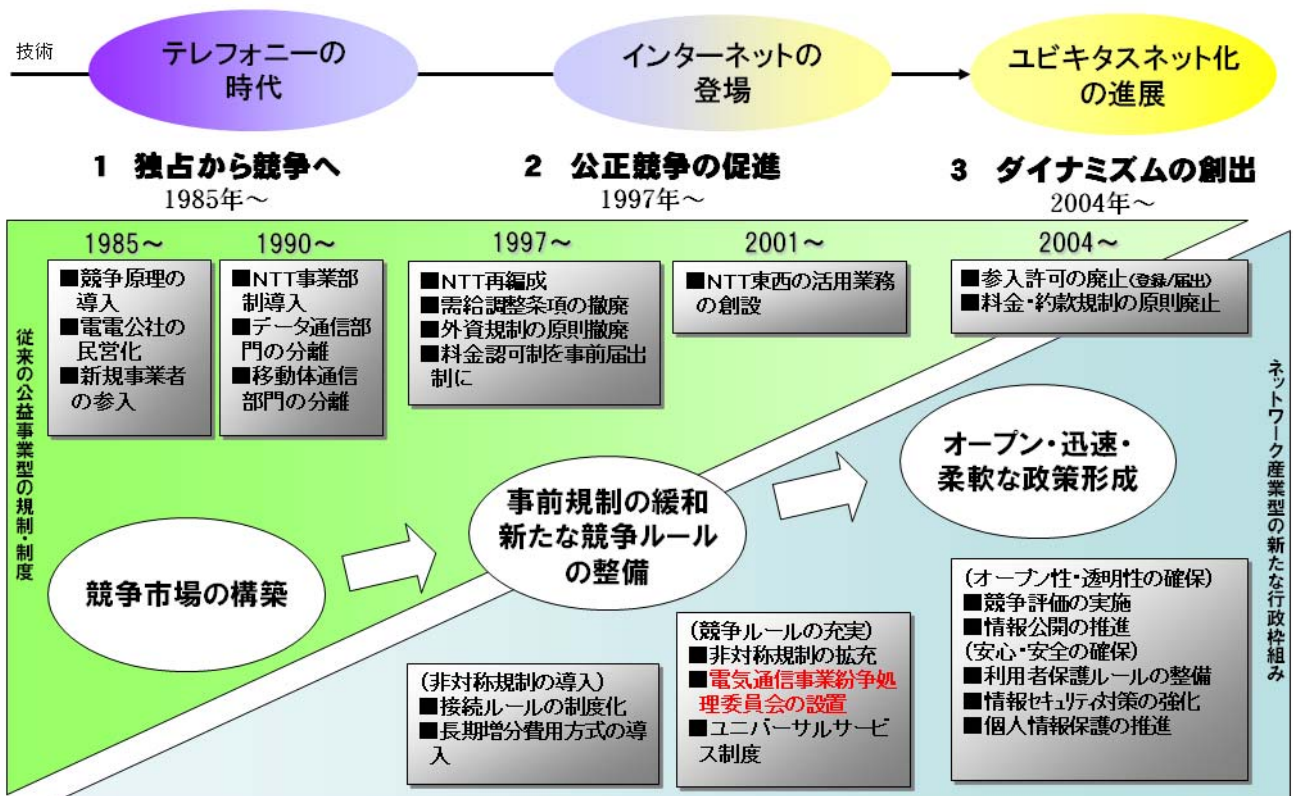 技術
テレフォニーの
時代
インターネットの
登場
ユビキタスネット化
の進展
1 独占から競争へ
1985年～
2 公正競争の促進
1997年～
3 ダイナミズムの創出
2004年～
1985～
■競争原理の
導入
■電電公社の
民営化
■新規事業者
の参入
1990～
■NTT事業部
制導入
■データ通信部
門の分離
■移動体通信
部門の分離
1997～
■NTT再編成
■需給調整条項の撤廃
■外資規制の原則撤廃
■料金認可制を事前届出
制に
2001～
■NTT東西の活用業務
の創設
2004～
■参入許可の廃止(登録/届出)
■料金・約款規制の原則廃止
従来の公益事業型の規制・制度
競争市場の構築
事前規制の緩和
新たな競争ルール
の整備
オープン・迅速・
柔軟な政策形成
(非対称規制の導入)
■接続ルールの制度化
■長期増分費用方式の導
入
(競争ルールの充実)
■非対称規制の拡充
■電気通信事業紛争処
理委員会の設置
■ユニバーサルサービ
ス制度
(オープン性・透明性の確保)
■競争評価の実施
■情報公開の推進
(安心・安全の確保)
■利用者保護ルールの整備
■情報セキュリティ対策の強化
■個人情報保護の推進
ネットワーク産業型の新たな行政枠組み